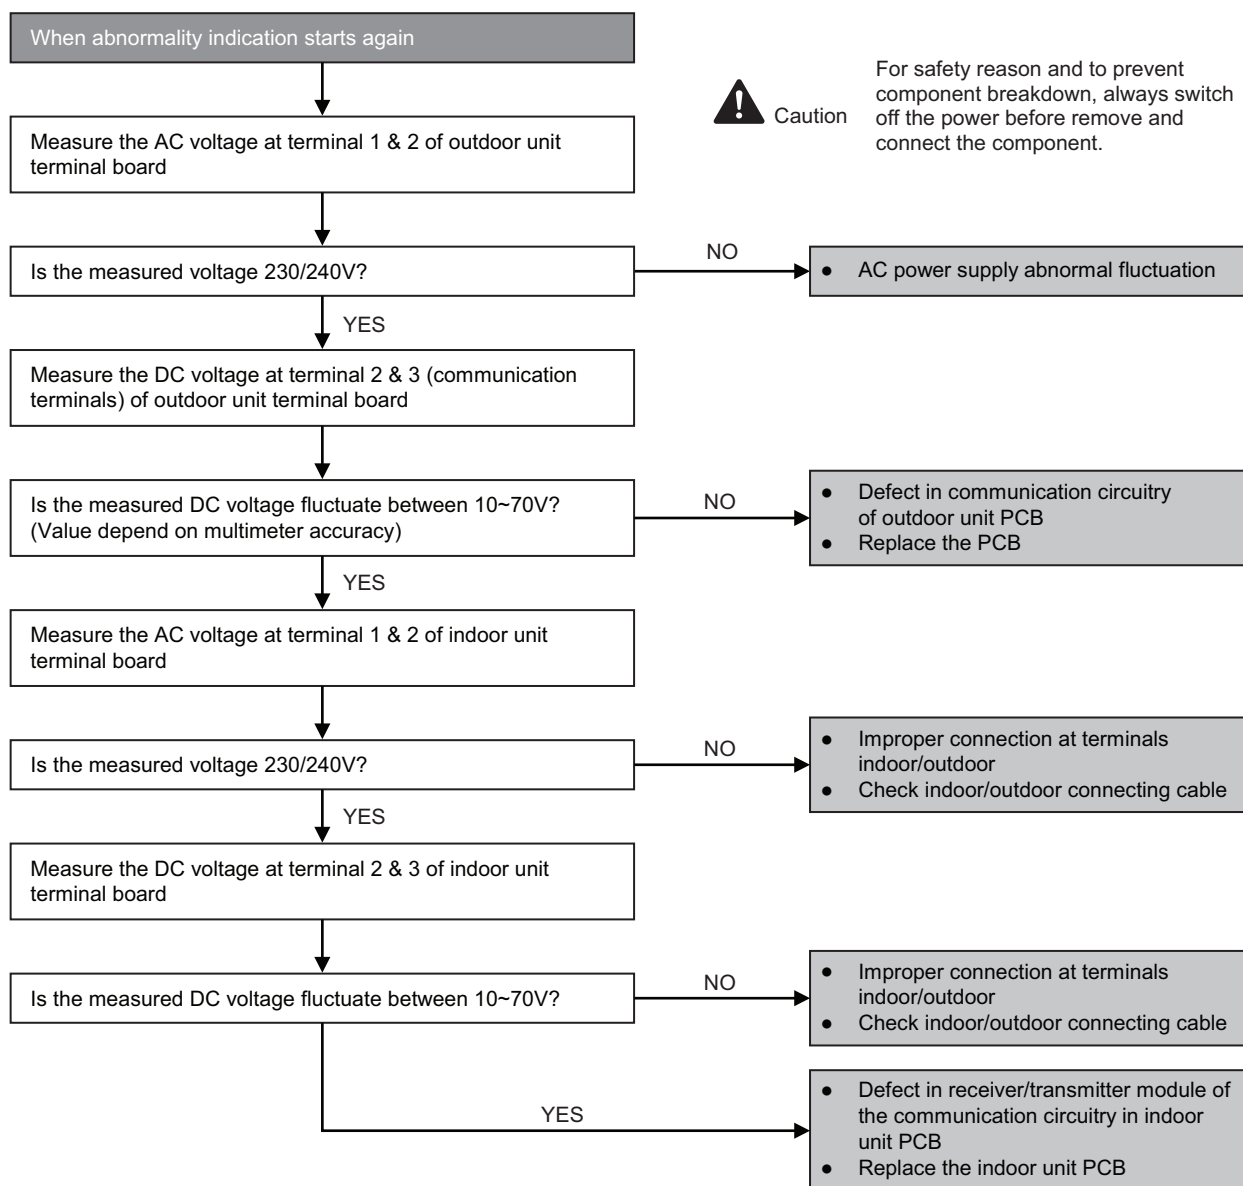 When abnormality indication starts again
Caution
For safety reason and to prevent
component breakdown, always switch
off the power before remove and
connect the component.
Measure the AC voltage at terminal 1 & 2 of outdoor unit
terminal board
Is the measured voltage 230/240V?
NO
● AC power supply abnormal fluctuation
YES
Measure the DC voltage at terminal 2 & 3 (communication
terminals) of outdoor unit terminal board
Is the measured DC voltage fluctuate between 10~70V?
(Value depend on multimeter accuracy)
NO
● Defect in communication circuitry
of outdoor unit PCB
● Replace the PCB
YES
Measure the AC voltage at terminal 1 & 2 of indoor unit
terminal board
Is the measured voltage 230/240V?
NO
● Improper connection at terminals
indoor/outdoor
● Check indoor/outdoor connecting cable
YES
Measure the DC voltage at terminal 2 & 3 of indoor unit
terminal board
Is the measured DC voltage fluctuate between 10~70V?
NO
● Improper connection at terminals
indoor/outdoor
● Check indoor/outdoor connecting cable
YES
● Defect in receiver/transmitter module of
the communication circuitry in indoor
unit PCB
● Replace the indoor unit PCB